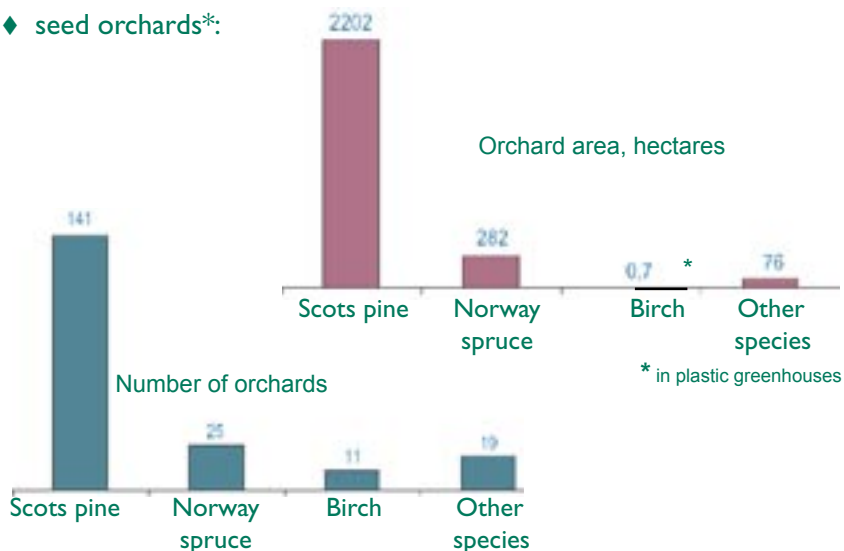 ♦ seed orchards*:
2202
Orchard area, hectares
282
0,7 *
76
Scots pine Norway spruce Birch Other species
* in plastic greenhouses
141
Number of orchards
25
11
19
Scots pine Norway spruce Birch Other species